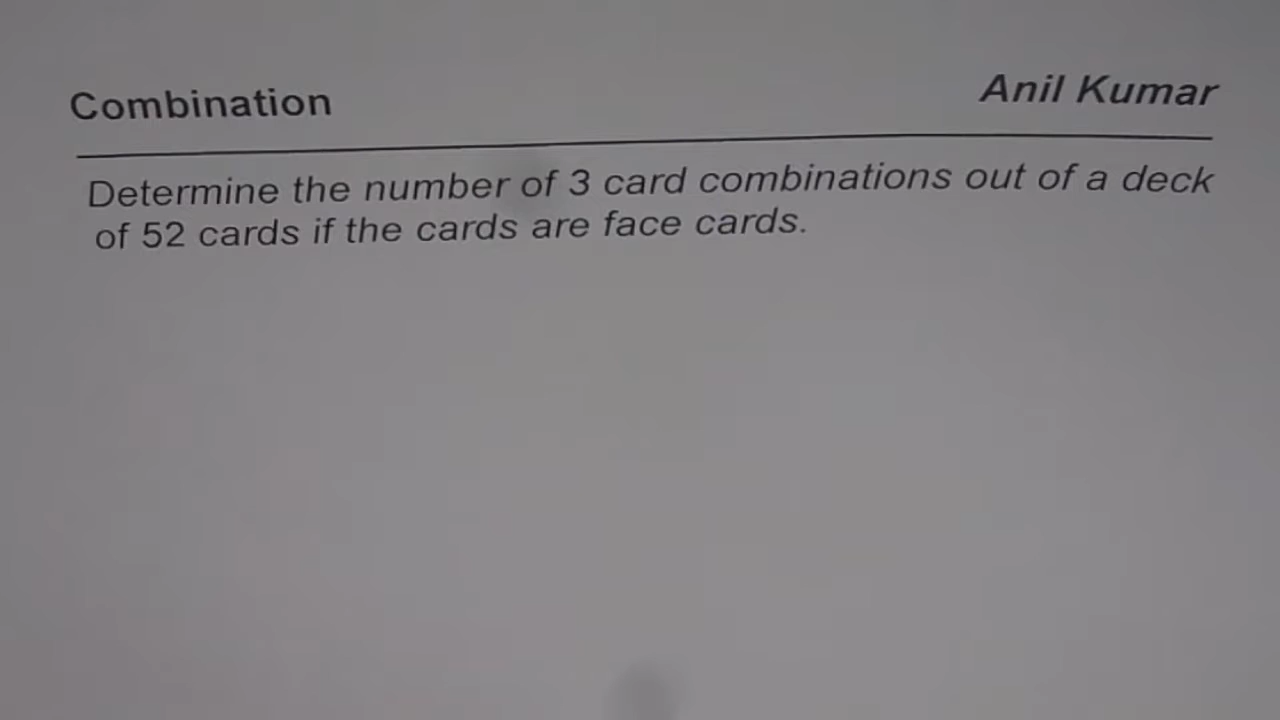 Combination
Anil Kumar
Determine the number of 3 card combinations out of a deck
of 52 cards if the cards are face cards.